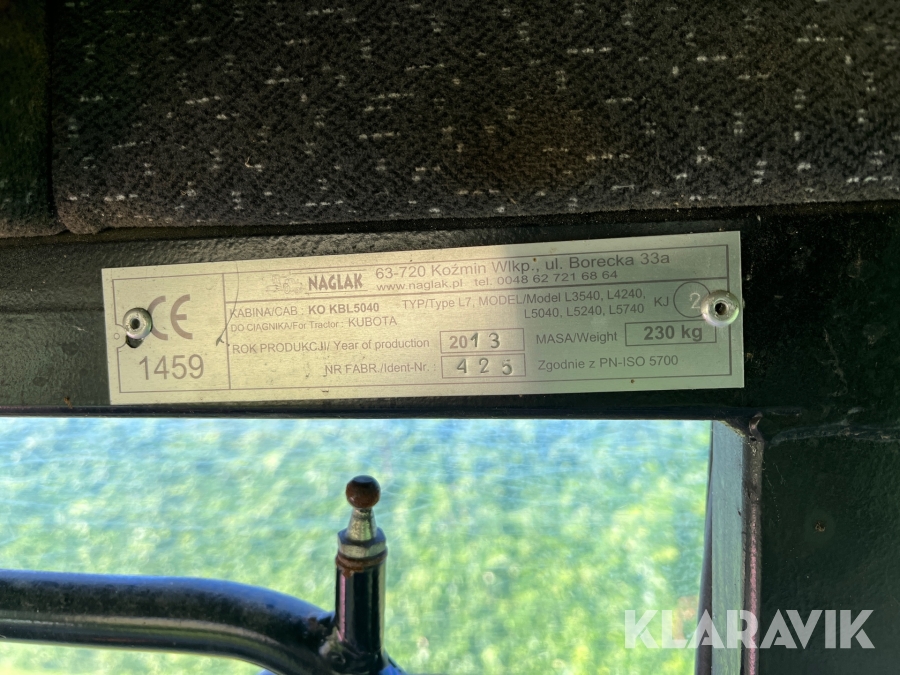 KLARAVIK
CE
1459
NAGLAK
63-720 Koźmin Wlkp., ul. Borecka 33a
www.naglak.pl tel. 0048 62 721 68 64
KABINA/CAB : KO KBL5040 TYP/Type L7, MODEL/Model L3540, L4240,
L5040, L5240, L5740
KJ 2
DO CIĄGNIKA/For Tractor: KUBOTA
ROK PRODUKCJI/ Year of production 2013 MASA/Weight 230 kg
NR FABR./Ident-Nr. 425 Zgodnie z PN-ISO 5700
KLARAVIK